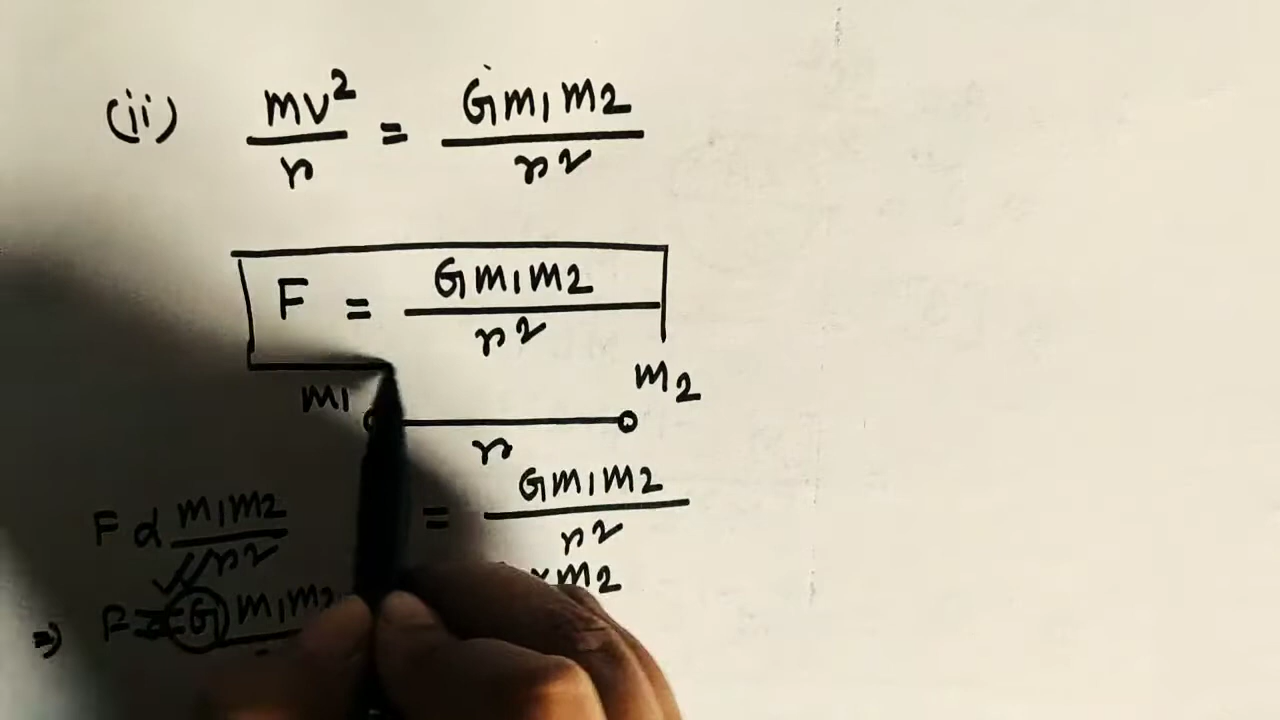 (ii) mv² / r = Gm₁m₂ / r²
F = Gm₁m₂ / r²
m₁ m₂
r
F ∝ m₁m₂ / r² = Gm₁m₂ / r²
⇒ F = G m₁m₂ m₂